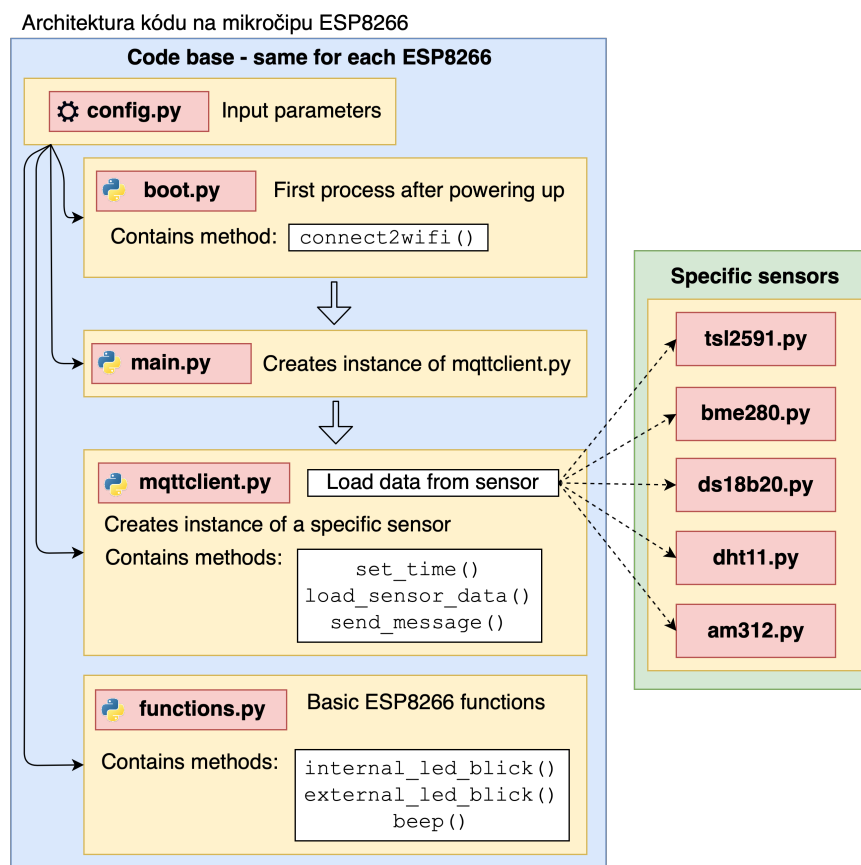 Architektura kódu na mikročipu ESP8266
Code base - same for each ESP8266
config.py Input parameters
boot.py First process after powering up
Contains method: connect2wifi()
main.py Creates instance of mqttclient.py
mqttclient.py Load data from sensor
Creates instance of a specific sensor
Contains methods:
set_time()
load_sensor_data()
send_message()
functions.py Basic ESP8266 functions
Contains methods:
internal_led_blick()
external_led_blick()
beep()
Specific sensors
tsl2591.py
bme280.py
ds18b20.py
dht11.py
am312.py